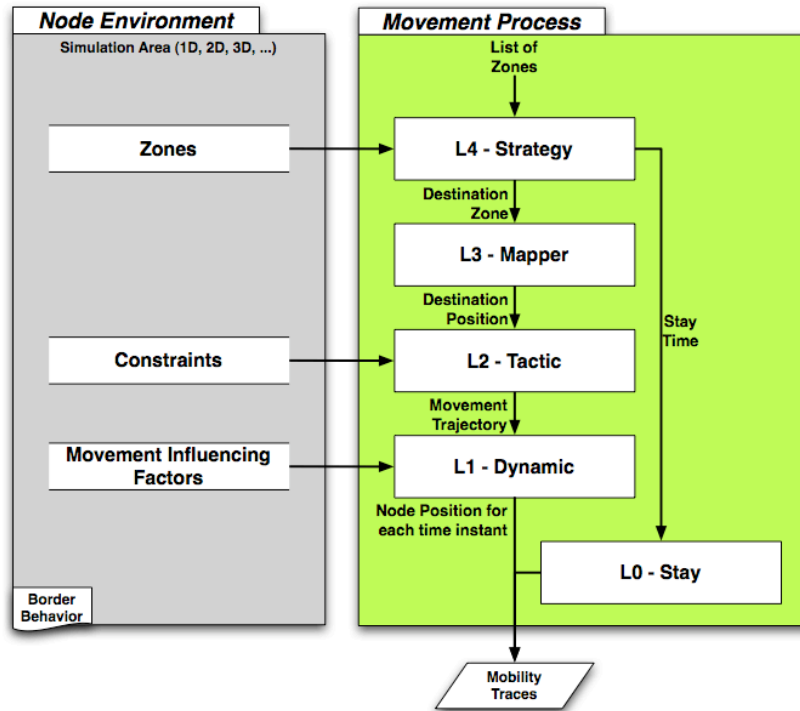 Node Environment
Simulation Area (1D, 2D, 3D, ...)
Zones
Constraints
Movement Influencing
Factors
Border
Behavior
Movement Process
List of
Zones
L4 - Strategy
Destination
Zone
L3 - Mapper
Destination
Position
Stay
Time
L2 - Tactic
Movement
Trajectory
L1 - Dynamic
Node Position for
each time instant
L0 - Stay
Mobility
Traces